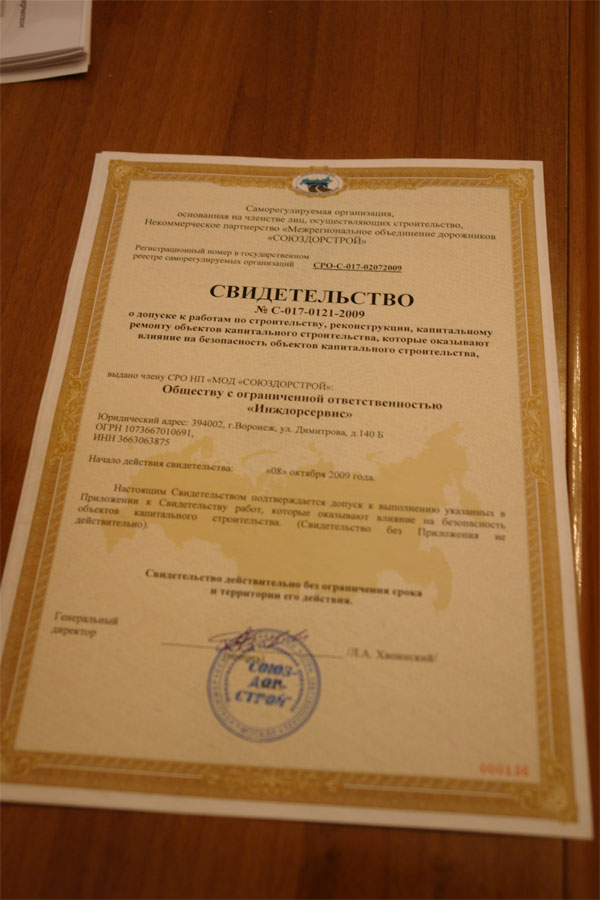 Саморегулируемая организация,
основанная на членстве лиц, осуществляющих строительство,
Некоммерческое партнерство «Межрегиональное объединение дорожников
«СОЮЗДОРСТРОЙ»
Регистрационный номер в государственном
реестре саморегулируемых организаций СРО-С-017-02072009
СВИДЕТЕЛЬСТВО
№ С-017-0121-2009
о допуске к работам по строительству, реконструкции, капитальному
ремонту объектов капитального строительства, которые оказывают
влияние на безопасность объектов капитального строительства,
выдано члену СРО НП «МОД «СОЮЗДОРСТРОЙ»:
Обществу с ограниченной ответственностью
«Инждорсервис»
Юридический адрес: 394002, г.Воронеж, ул. Димитрова, д.140 Б
ОГРН 1073667010691,
ИНН 3663063875
Начало действия свидетельства: «08» октября 2009 года.
Настоящим Свидетельством подтверждается допуск к выполнению указанных в
Приложении к Свидетельству работ, которые оказывают влияние на безопасность
объектов капитального строительства. (Свидетельство без Приложения не
действительно).
Свидетельство действительно без ограничения срока
и территории его действия.
Генеральный
директор
/Л.А. Хвоинский/
СОЮЗ-
ДОР-
СТРОЙ
000136